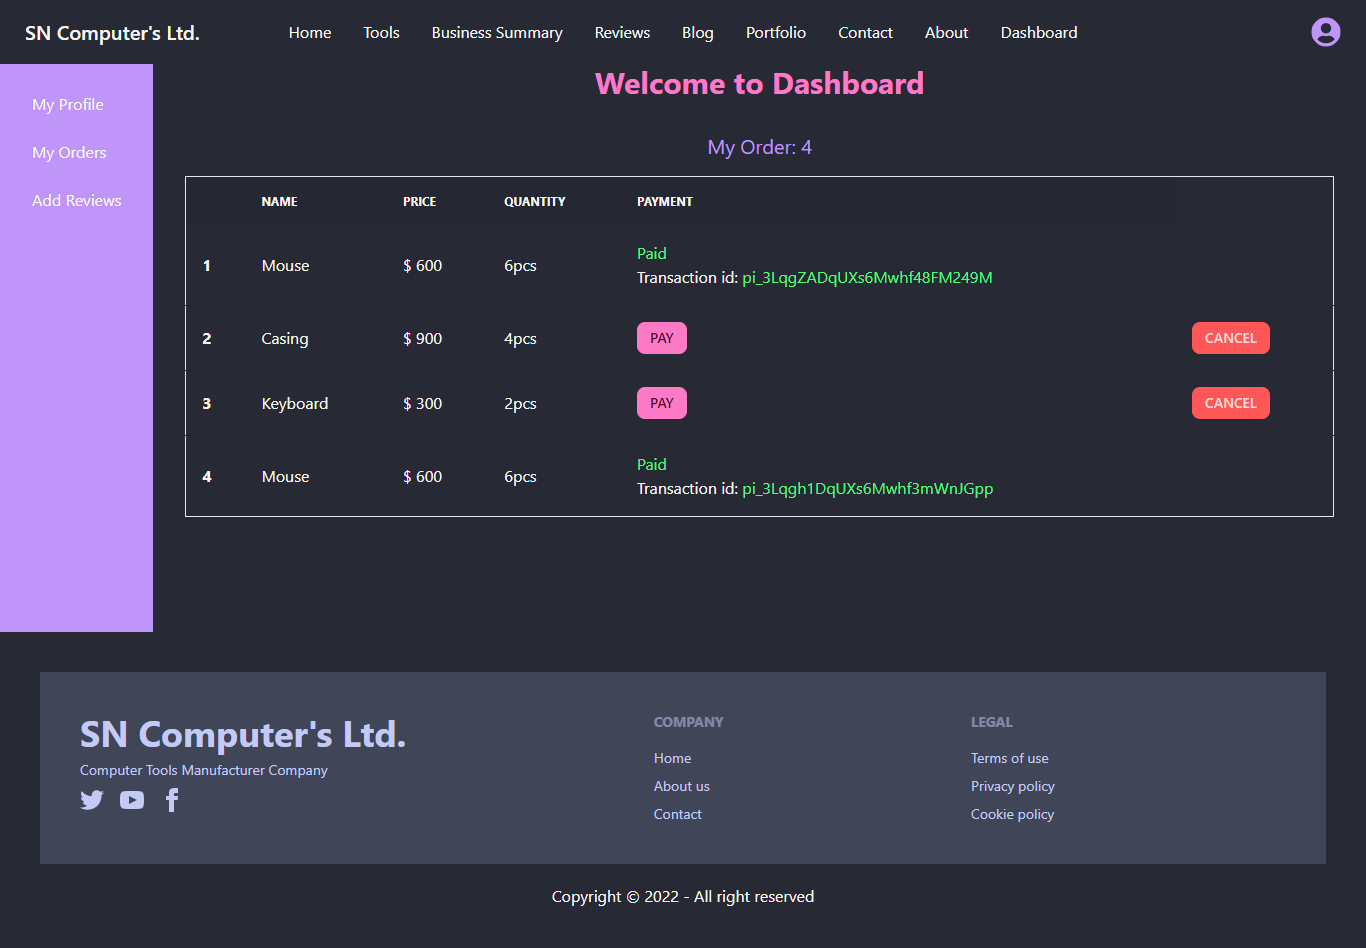 SN Computer's Ltd. Home Tools Business Summary Reviews Blog Portfolio Contact About Dashboard
My Profile
My Orders
Add Reviews
Welcome to Dashboard
My Order: 4
NAME PRICE QUANTITY PAYMENT
1 Mouse $ 600 6pcs Paid
Transaction id: pi_3LqgZADqUXs6Mwhf48FM249M
2 Casing $ 900 4pcs PAY CANCEL
3 Keyboard $ 300 2pcs PAY CANCEL
4 Mouse $ 600 6pcs Paid
Transaction id: pi_3Lqgh1DqUXs6Mwhf3mWnJGpp
SN Computer's Ltd.
Computer Tools Manufacturer Company
COMPANY
Home
About us
Contact
LEGAL
Terms of use
Privacy policy
Cookie policy
Copyright © 2022 - All right reserved